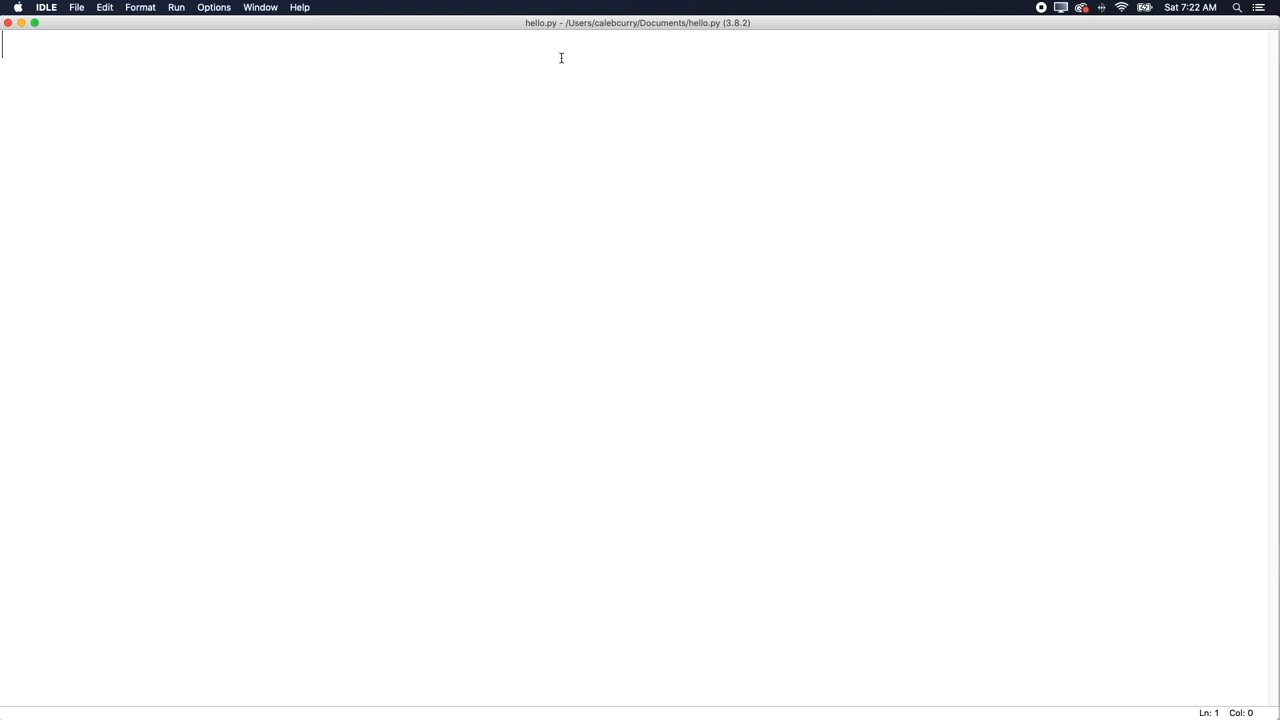 IDLE File Edit Format Run Options Window Help Sat 7:22 AM
hello.py - /Users/calebcurry/Documents/hello.py (3.8.2)
Ln: 1 Col: 0